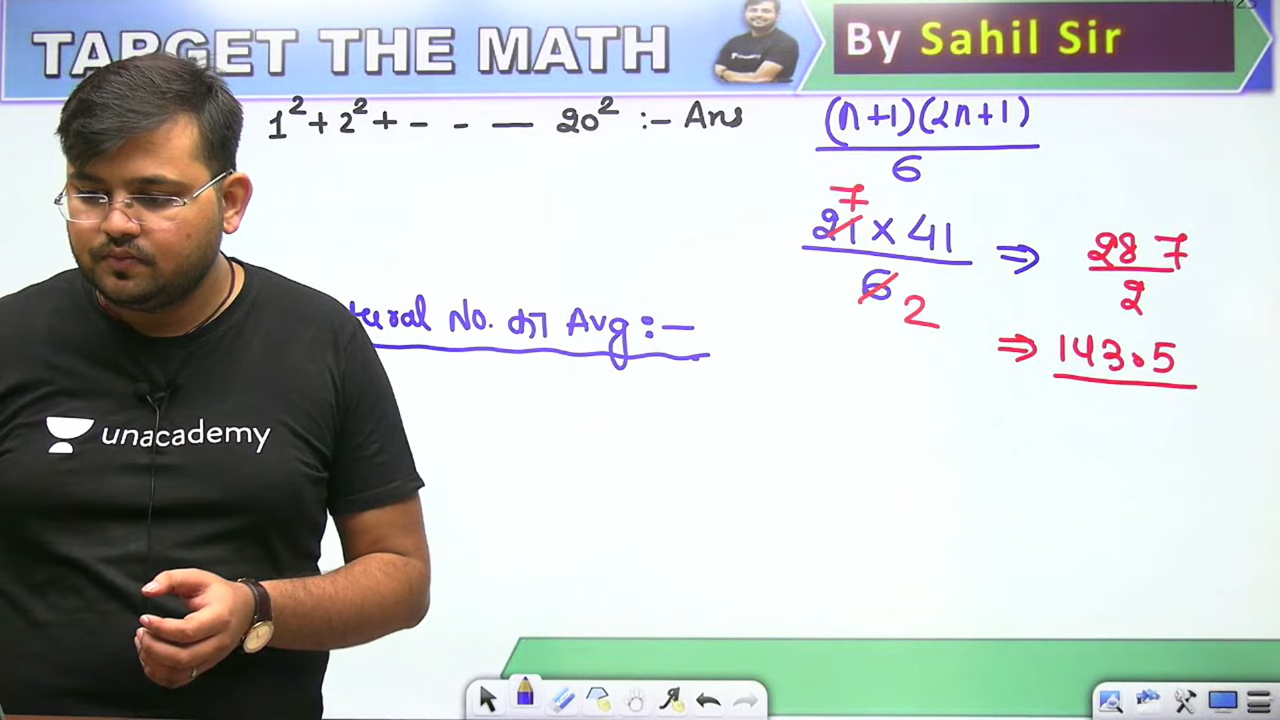 TARGET THE MATH
By Sahil Sir
1² + 2² + - - — 20² :- Ans
(n+1)(2n+1)
6
7
21 × 41
6 2
⇒ 287
2
⇒ 143.5
No. का Avg :-
unacademy